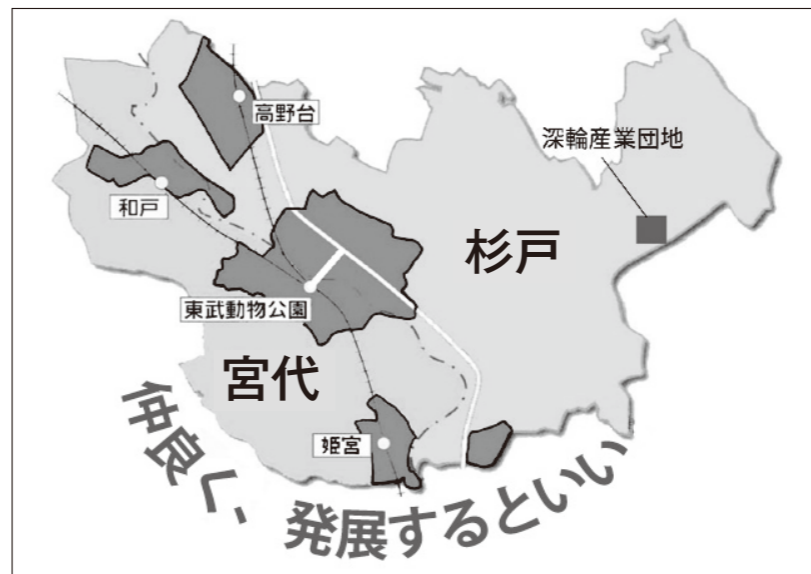 高野台
深輪産業団地
和戸
杉戸
東武動物公園
宮代
姫宮
仲良く、発展するといい